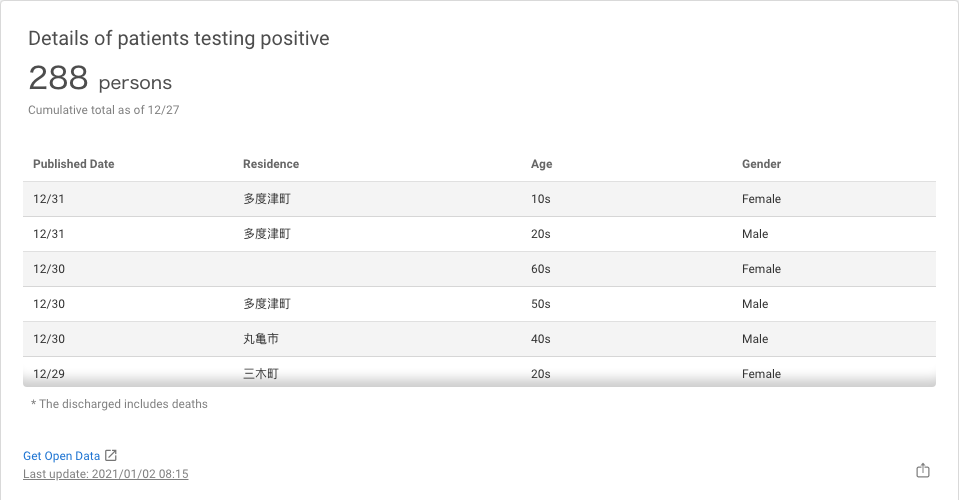 Details of patients testing positive
288 persons
Cumulative total as of 12/27
Published Date Residence Age Gender
12/31 多度津町 10s Female
12/31 多度津町 20s Male
12/30 60s Female
12/30 多度津町 50s Male
12/30 丸亀市 40s Male
12/29 三木町 20s Female
* The discharged includes deaths
Get Open Data
Last update: 2021/01/02 08:15